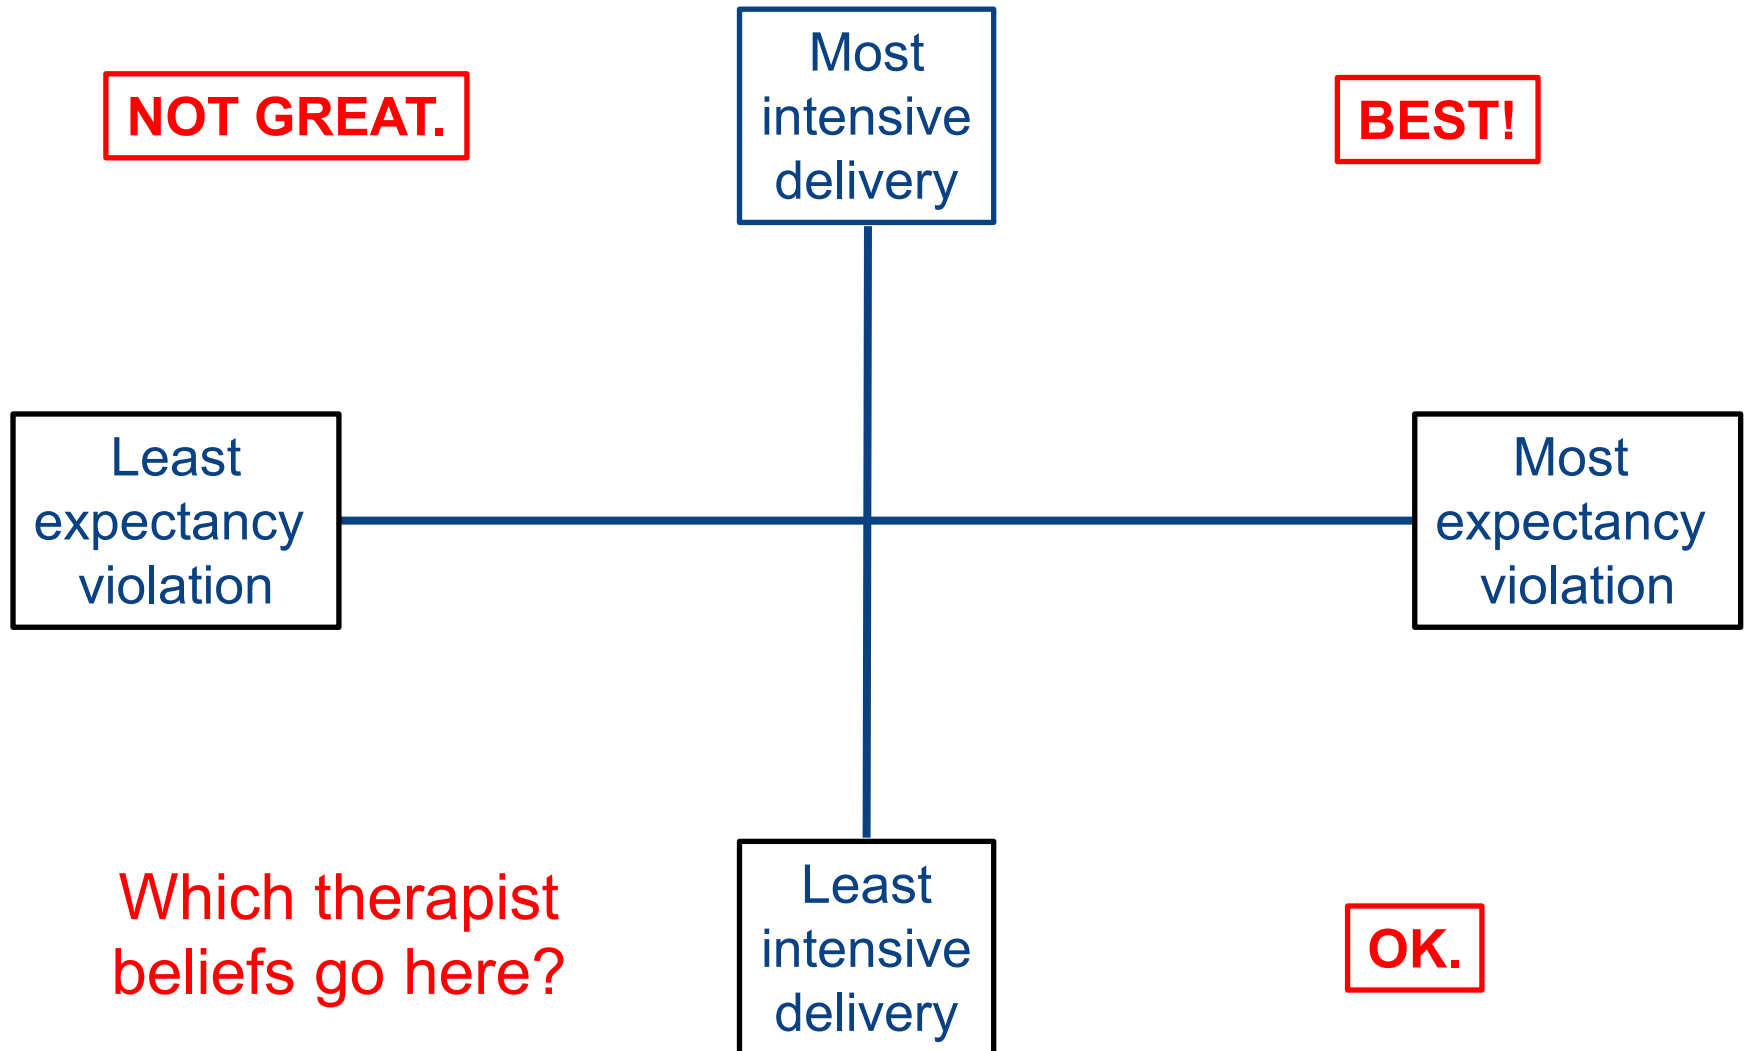 NOT GREAT.
Most
intensive
delivery
BEST!
Least
expectancy
violation
Most
expectancy
violation
Which therapist
beliefs go here?
Least
intensive
delivery
OK.